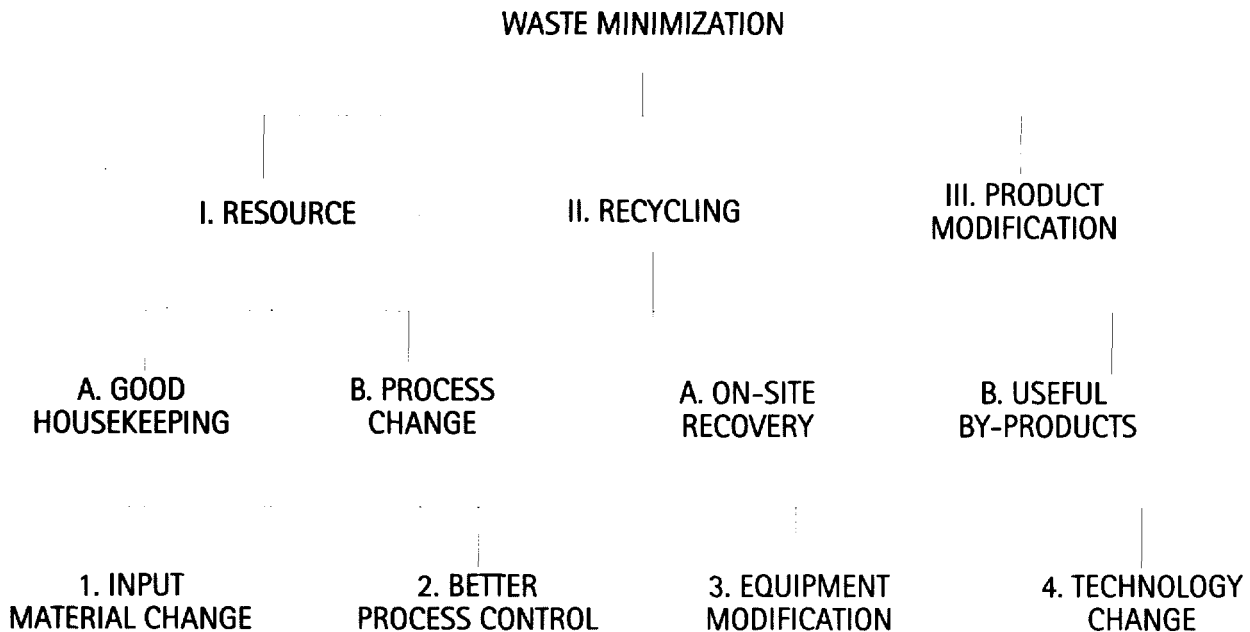 WASTE MINIMIZATION
I. RESOURCE
II. RECYCLING
III. PRODUCT
MODIFICATION
A. GOOD
HOUSEKEEPING
B. PROCESS
CHANGE
A. ON-SITE
RECOVERY
B. USEFUL
BY-PRODUCTS
1. INPUT
MATERIAL CHANGE
2. BETTER
PROCESS CONTROL
3. EQUIPMENT
MODIFICATION
4. TECHNOLOGY
CHANGE